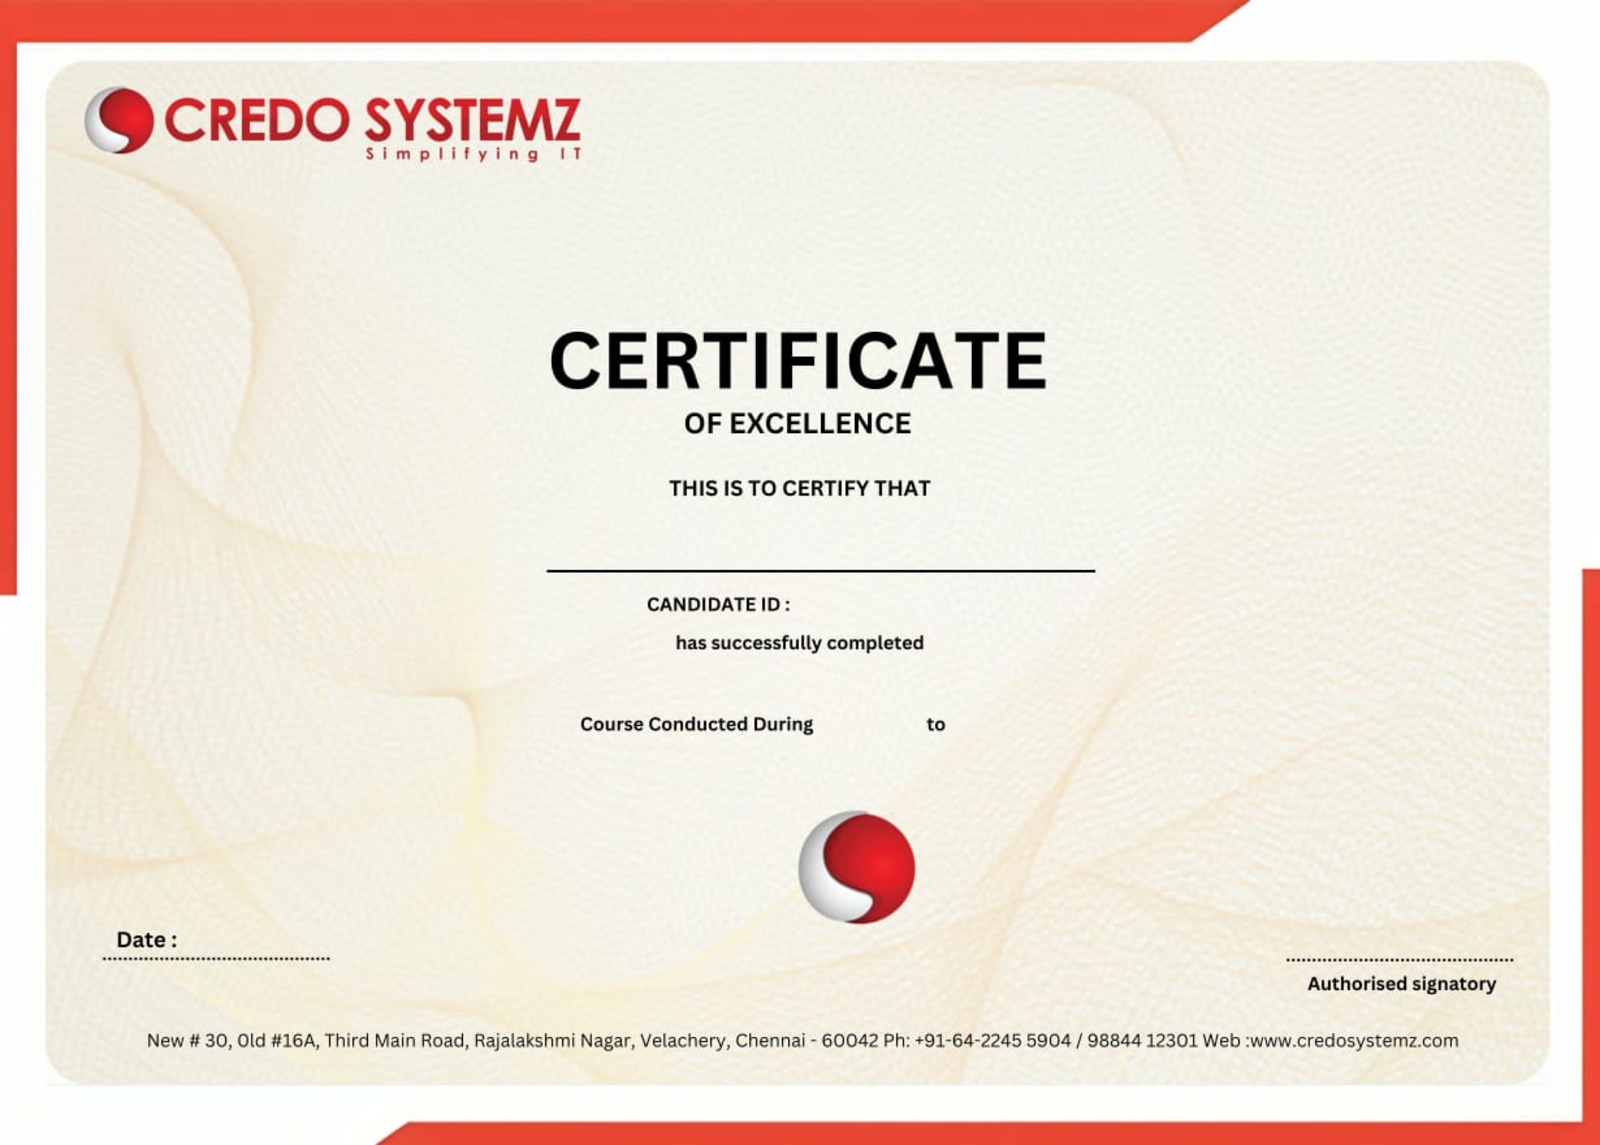 CREDO SYSTEMZ
Simplifying IT
CERTIFICATE
OF EXCELLENCE
THIS IS TO CERTIFY THAT
CANDIDATE ID :
has successfully completed
Course Conducted During to
Date :
Authorised signatory
New # 30, Old #16A, Third Main Road, Rajalakshmi Nagar, Velachery, Chennai - 60042 Ph: +91-64-2245 5904 / 98844 12301 Web :www.credosystemz.com